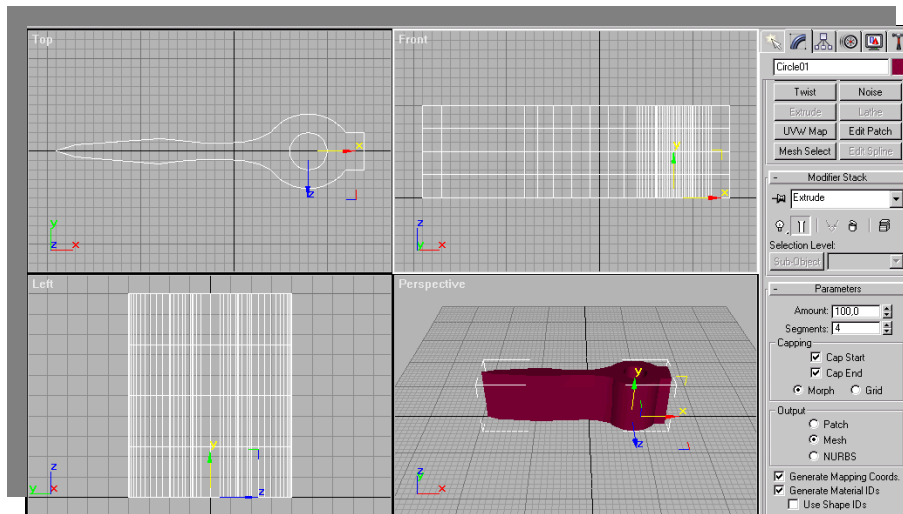 Top
x
z
y
z x
Front
y
x
z
y x
Left
y
z
z
y x
Perspective
y
x
z
z
y
x
Circle01
Twist Noise
Extrude Lathe
UVW Map Edit Patch
Mesh Select Edit Spline
- Modifier Stack
Extrude
Selection Level:
Sub-Object
- Parameters
Amount: 100,0
Segments: 4
Capping
Cap Start
Cap End
Morph Grid
Output
Patch
Mesh
NURBS
Generate Mapping Coords.
Generate Material IDs
Use Shape IDs